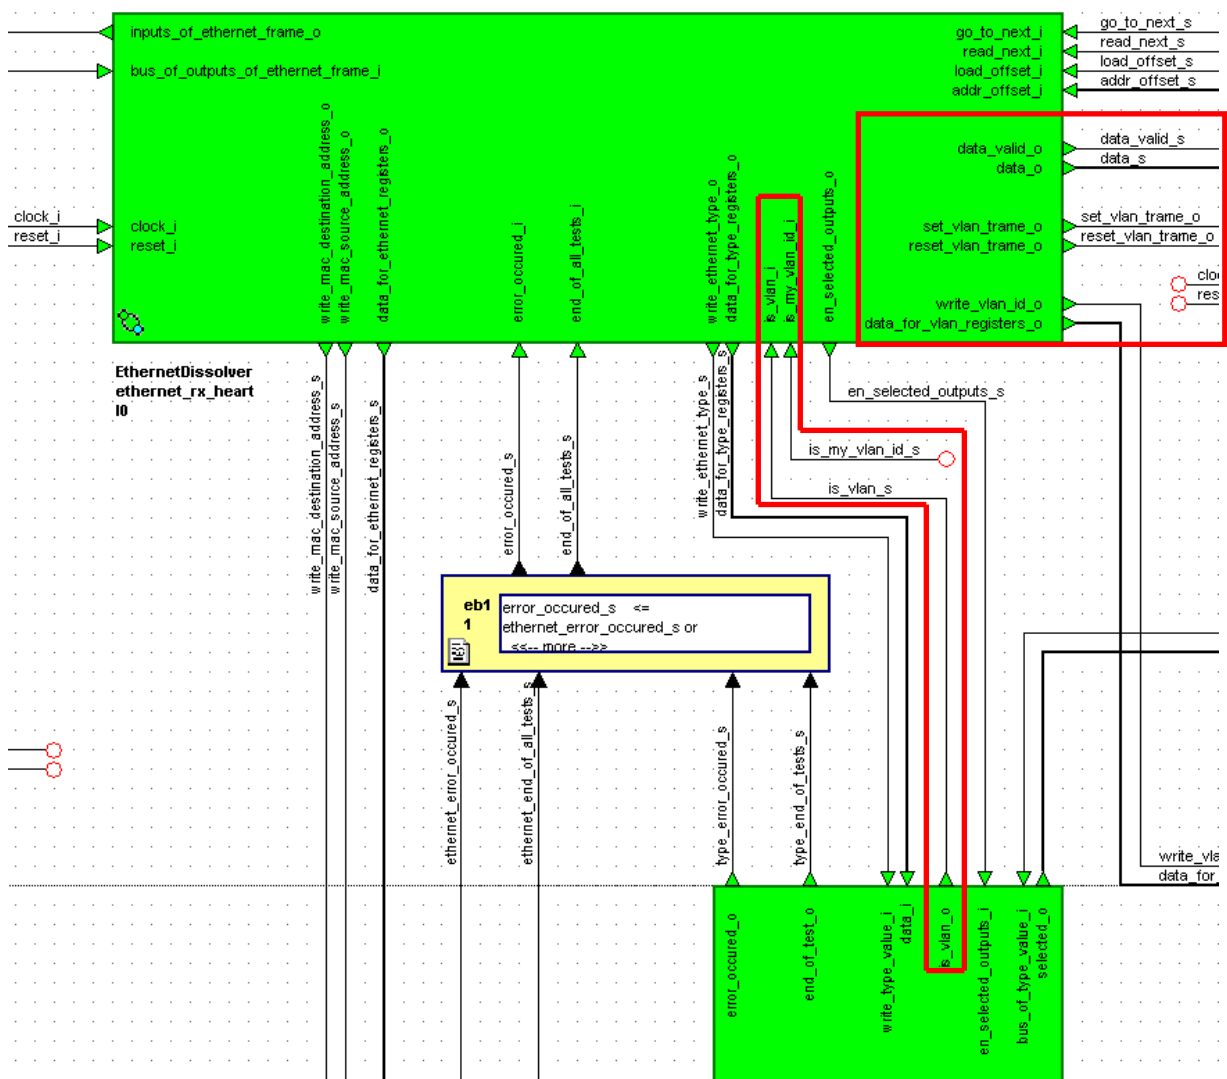 inputs_of_ethernet_frame_o
bus_of_outputs_of_ethernet_frame_i
go_to_next_i
read_next_i
load_offset_i
addr_offset_i
go_to_next_s
read_next_s
load_offset_s
addr_offset_s
data_valid_o
data_o
data_valid_s
data_s
clock_i
reset_i
clock_i
reset_i
set_vlan_trame_o
reset_vlan_trame_o
set_vlan_trame_o
reset_vlan_trame_o
clo
res
write_vlan_id_o
data_for_vlan_registers_o
write_mac_destination_address_o
write_mac_source_address_o
data_for_ethernet_registers_o
error_occured_i
end_of_all_tests_i
write_ethernet_type_o
data_for_type_registers_o
is_vlan_i
is_my_vlan_id_i
en_selected_outputs_o
EthernetDissolver
ethernet_rx_heart
I0
write_mac_destination_address_s
write_mac_source_address_s
data_for_ethernet_registers_s
error_occured_s
end_of_all_tests_s
write_ethernet_type_s
data_for_type_registers_s
en_selected_outputs_s
is_my_vlan_id_s
is_vlan_s
eb1
1
error_occured_s <=
ethernet_error_occured_s or
<<-- more -->>
ethernet_error_occured_s
ethernet_end_of_all_tests_s
type_error_occured_s
type_end_of_tests_s
write_vla
data_for
error_occured_o
end_of_test_o
write_type_value_i
data_i
is_vlan_o
en_selected_outputs_i
bus_of_type_value_i
selected_o